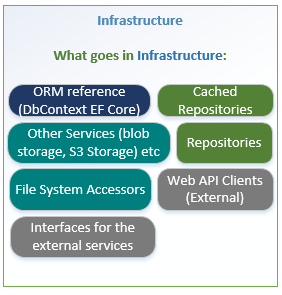 Infrastructure
What goes in Infrastructure:
ORM reference
(DbContext EF Core)
Cached
Repositories
Other Services (blob
storage, S3 Storage) etc
Repositories
File System Accessors
Web API Clients
(External)
Interfaces for the
external services